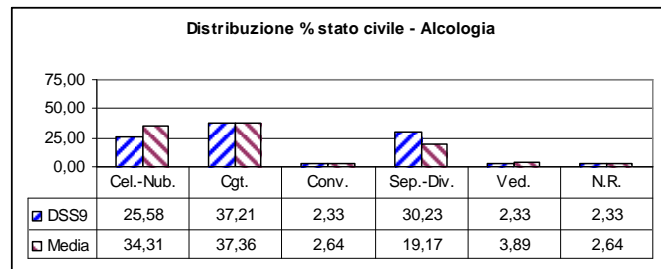 Distribuzione % stato civile - Alcologia
75,00
50,00
25,00
0,00
Cel.-Nub. Cgt. Conv. Sep.-Div. Ved. N.R.
DSS9 25,58 37,21 2,33 30,23 2,33 2,33
Media 34,31 37,36 2,64 19,17 3,89 2,64